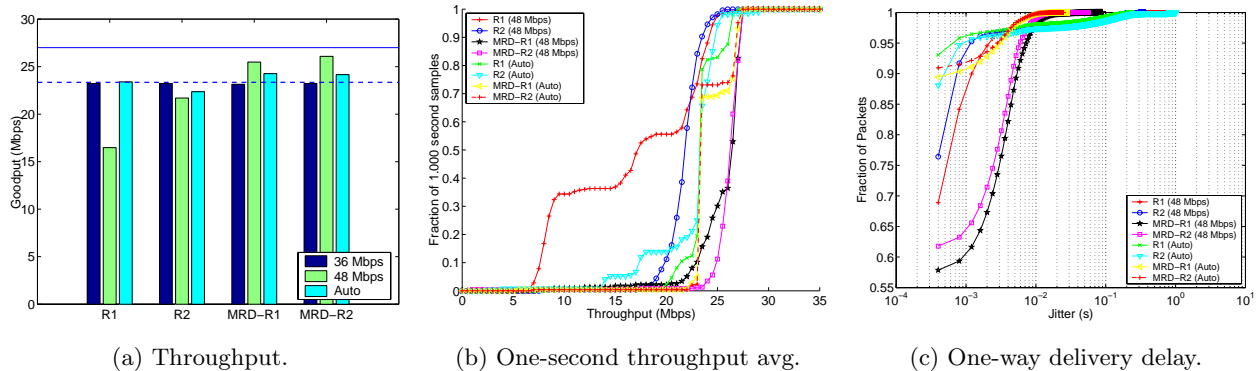 30
25
20
15
10
5
0
Goodput (Mbps)
R1
R2
MRD−R1
MRD−R2
36 Mbps
48 Mbps
Auto
(a) Throughput.
1
0.9
0.8
0.7
0.6
0.5
0.4
0.3
0.2
0.1
0
Fraction of 1.000 second samples
0
5
10
15
20
25
30
35
Throughput (Mbps)
R1 (48 Mbps)
R2 (48 Mbps)
MRD−R1 (48 Mbps)
MRD−R2 (48 Mbps)
R1 (Auto)
R2 (Auto)
MRD−R1 (Auto)
MRD−R2 (Auto)
(b) One-second throughput avg.
1
0.95
0.9
0.85
0.8
0.75
0.7
0.65
0.6
0.55
Fraction of Packets
10−4
10−3
10−2
10−1
100
101
Jitter (s)
R1 (48 Mbps)
R2 (48 Mbps)
MRD−R1 (48 Mbps)
MRD−R2 (48 Mbps)
R1 (Auto)
R2 (Auto)
MRD−R1 (Auto)
MRD−R2 (Auto)
(c) One-way delivery delay.